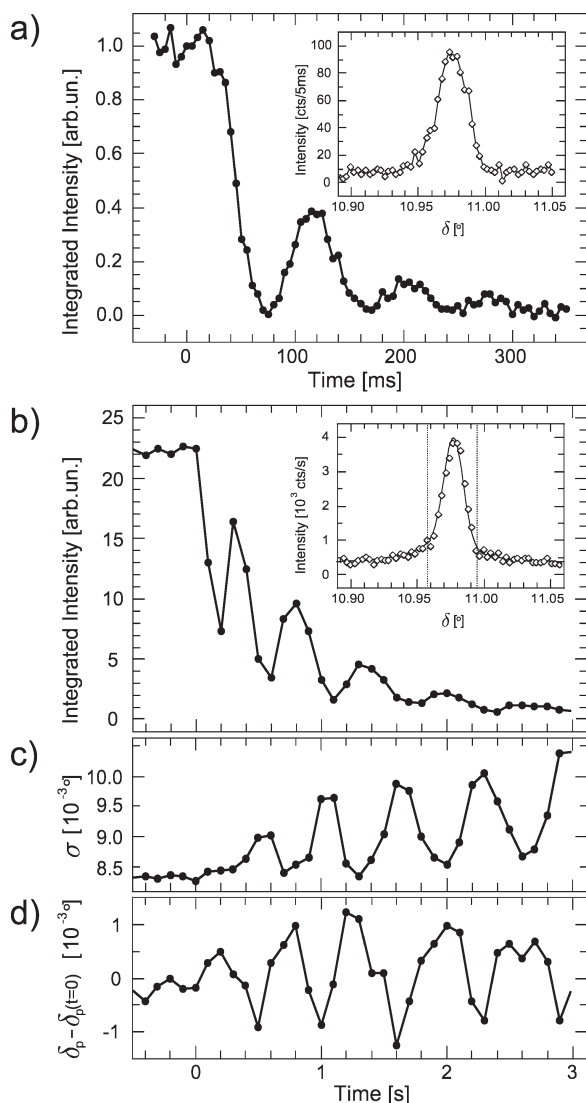 a)
Integrated Intensity [arb.un.]
1.0
0.8
0.6
0.4
0.2
0.0
0 100 200 300
Time [ms]
Intensity [cts/5ms]
100
80
60
40
20
0
10.90 10.95 11.00 11.05
δ [°]
b)
Integrated Intensity [arb.un.]
25
22
15
10
5
0
Intensity [10³ cts/s]
4
3
2
1
0
10.90 10.95 11.00 11.05
δ [°]
c)
σ [10⁻³°]
10.0
9.0
8.5
d)
δₚ – δₚ(t=0) [10⁻³°]
1
0
-1
0 1 2 3
Time [s]